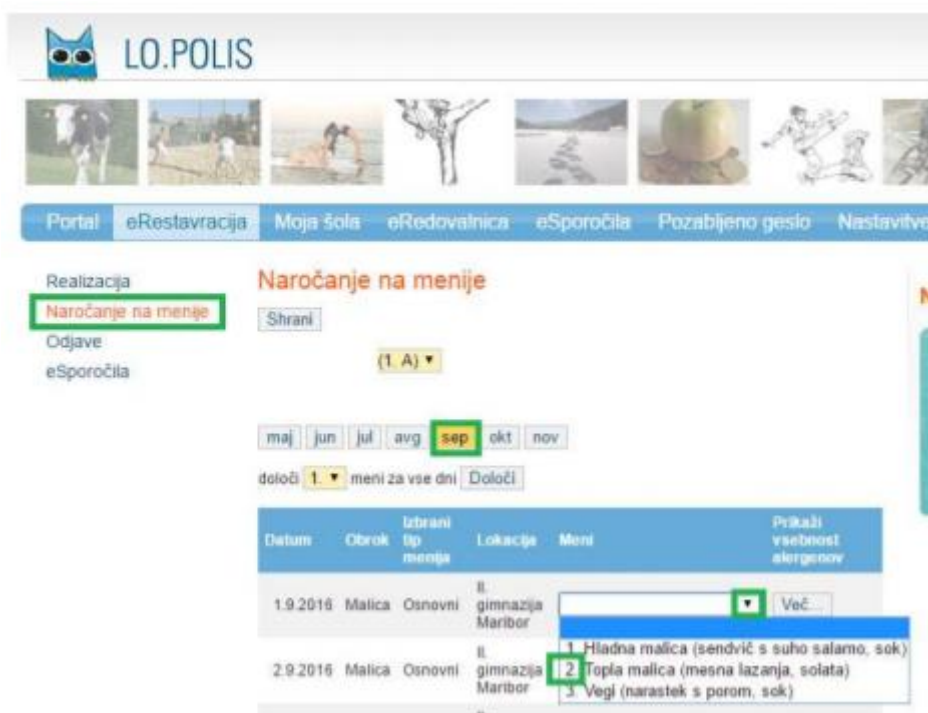 LO.POLIS
Portal eRestavracija Moja šola eRedovalnica eSporočila Pozabljeno geslo Nastavitve
Realizacija
Naročanje na menije
Odjave
eSporočila
Naročanje na menije
Shrani
(1. A)
maj jun jul avg sep okt nov
določi 1. meni za vse dni Določi
Datum Obrok Izbrani tip menija Lokacija Meni Prikaži vsebnost alergenov
1.9.2016 Malica Osnovni II. gimnazija Maribor Več...
1. Hladna malica (sendvič s suho salamo, sok)
2. Topla malica (mesna lazanja, solata)
3. Vegi (narastek s porom, sok)
2.9.2016 Malica Osnovni II. gimnazija Maribor